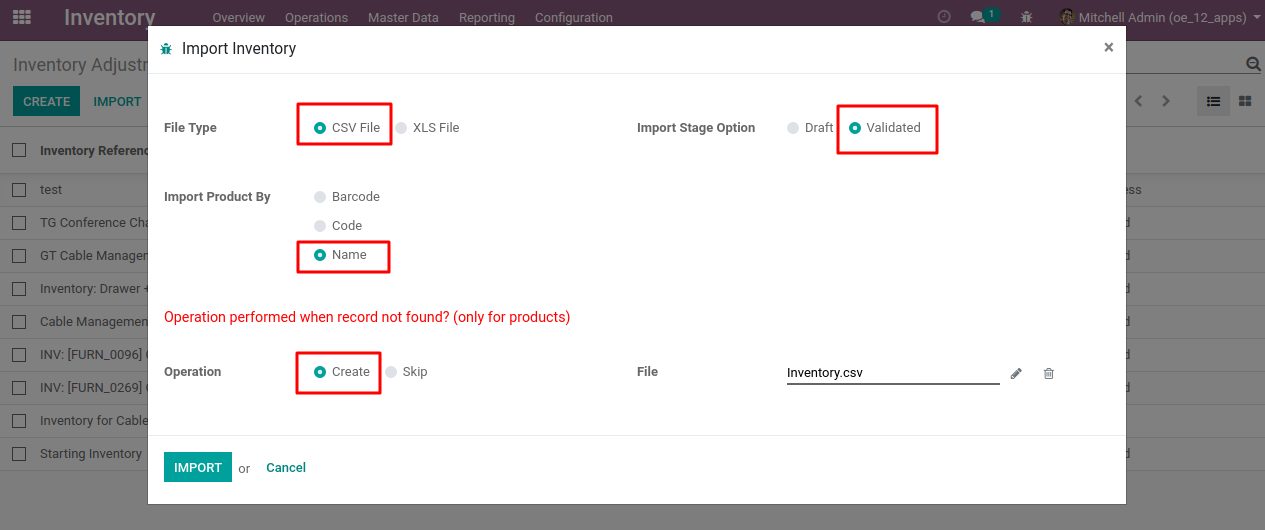 Inventory Overview Operations Master Data Reporting Configuration 1 Mitchell Admin (oe_12_apps)
Import Inventory ×
Inventory Adjustr
CREATE IMPORT
File Type CSV File XLS File Import Stage Option Draft Validated
Inventory Referenc
test ess
Import Product By Barcode
TG Conference Cha d
Code
GT Cable Manager d
Name
Inventory: Drawer + d
Operation performed when record not found? (only for products)
Cable Managemen d
INV: [FURN_0096] d
Operation Create Skip File Inventory.csv
INV: [FURN_0269] d
Inventory for Cable
Starting Inventory d
IMPORT or Cancel